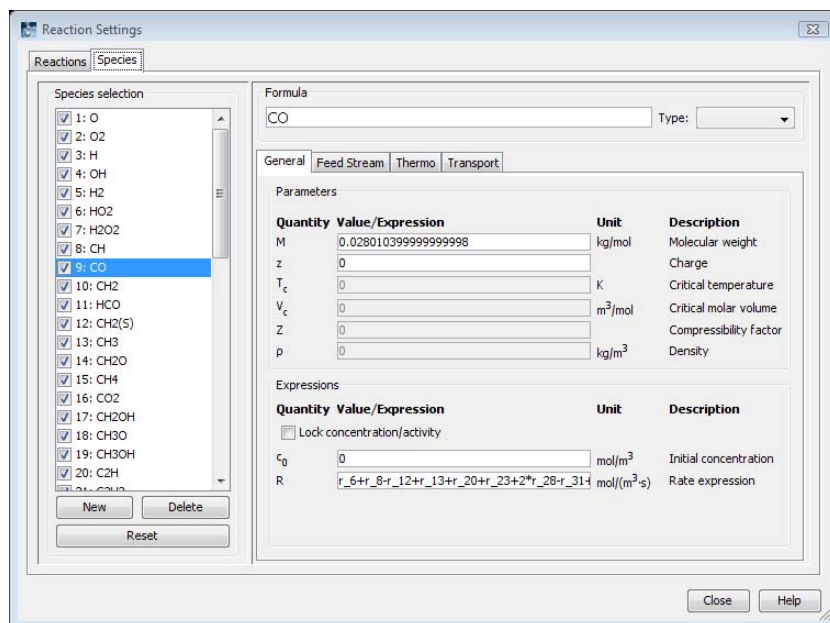 Reaction Settings
Reactions Species
Species selection
1: O
2: O2
3: H
4: OH
5: H2
6: HO2
7: H2O2
8: CH
9: CO
10: CH2
11: HCO
12: CH2(S)
13: CH3
14: CH2O
15: CH4
16: CO2
17: CH2OH
18: CH3O
19: CH3OH
20: C2H
New Delete
Reset
Formula
CO Type:
General Feed Stream Thermo Transport
Parameters
Quantity Value/Expression Unit Description
M 0.028010399999999998 kg/mol Molecular weight
z 0 Charge
T_c 0 K Critical temperature
V_c 0 m³/mol Critical molar volume
Z 0 Compressibility factor
ρ 0 kg/m³ Density
Expressions
Quantity Value/Expression Unit Description
Lock concentration/activity
c_0 0 mol/m³ Initial concentration
R r_6+r_8-r_12+r_13+r_20+r_23+2*r_28-r_31+ mol/(m³·s) Rate expression
Close Help